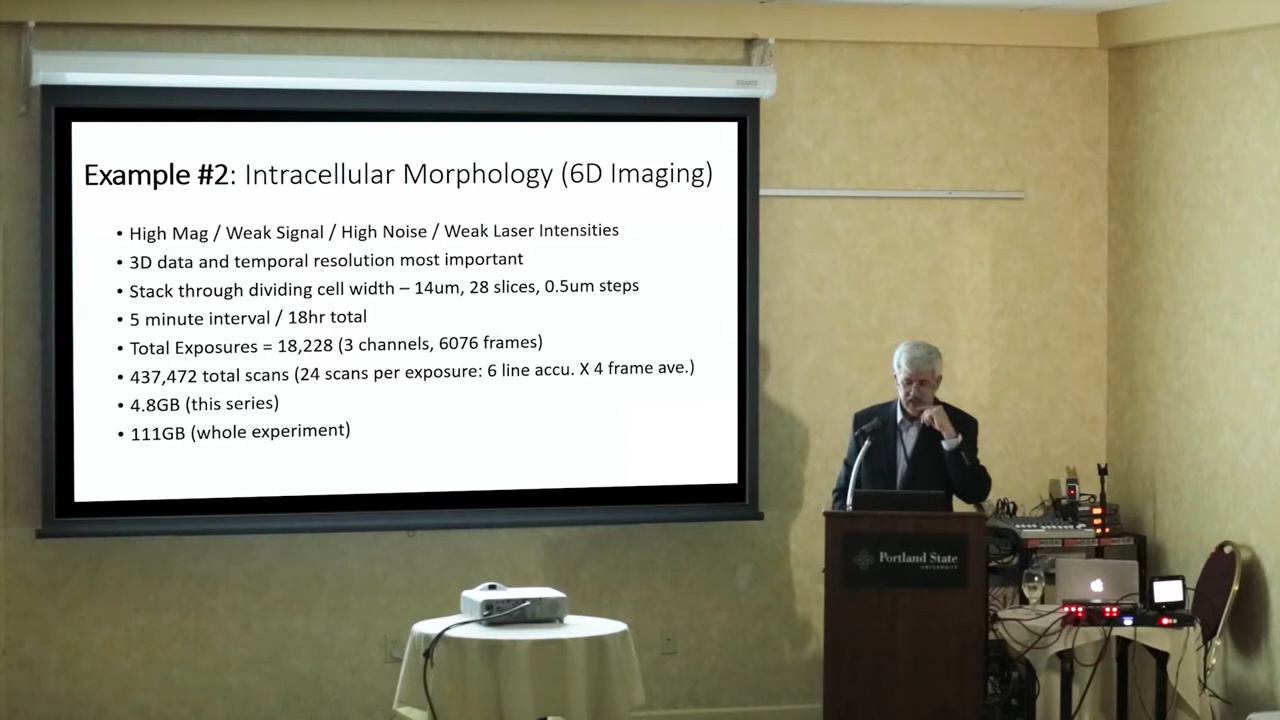 Example #2: Intracellular Morphology (6D Imaging)
• High Mag / Weak Signal / High Noise / Weak Laser Intensities
• 3D data and temporal resolution most important
• Stack through dividing cell width – 14um, 28 slices, 0.5um steps
• 5 minute interval / 18hr total
• Total Exposures = 18,228 (3 channels, 6076 frames)
• 437,472 total scans (24 scans per exposure: 6 line accu. X 4 frame ave.)
• 4.8GB (this series)
• 111GB (whole experiment)
Portland State
UNIVERSITY